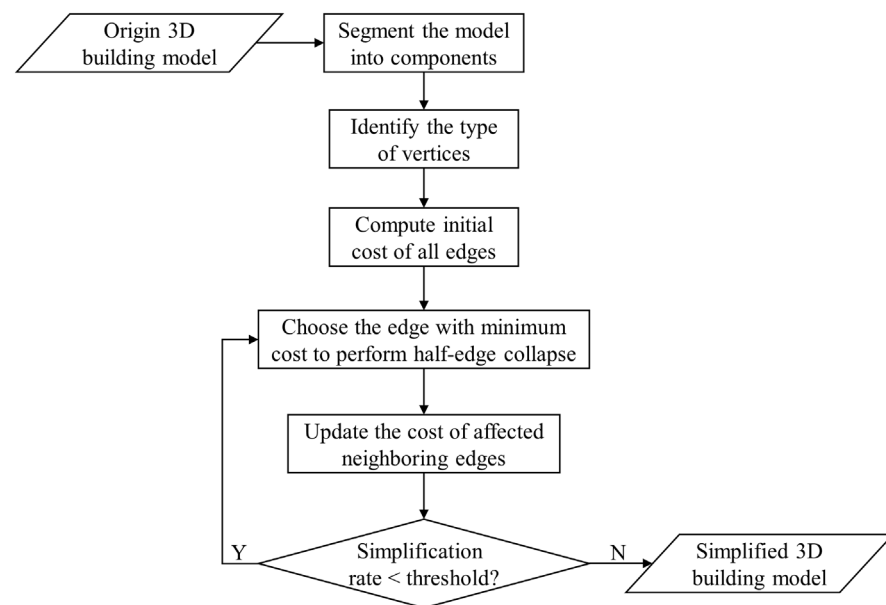 Origin 3D
building model
Segment the model
into components
Identify the type
of vertices
Compute initial
cost of all edges
Choose the edge with minimum
cost to perform half-edge collapse
Update the cost of affected
neighboring edges
Y
Simplification
rate < threshold?
N
Simplified 3D
building model